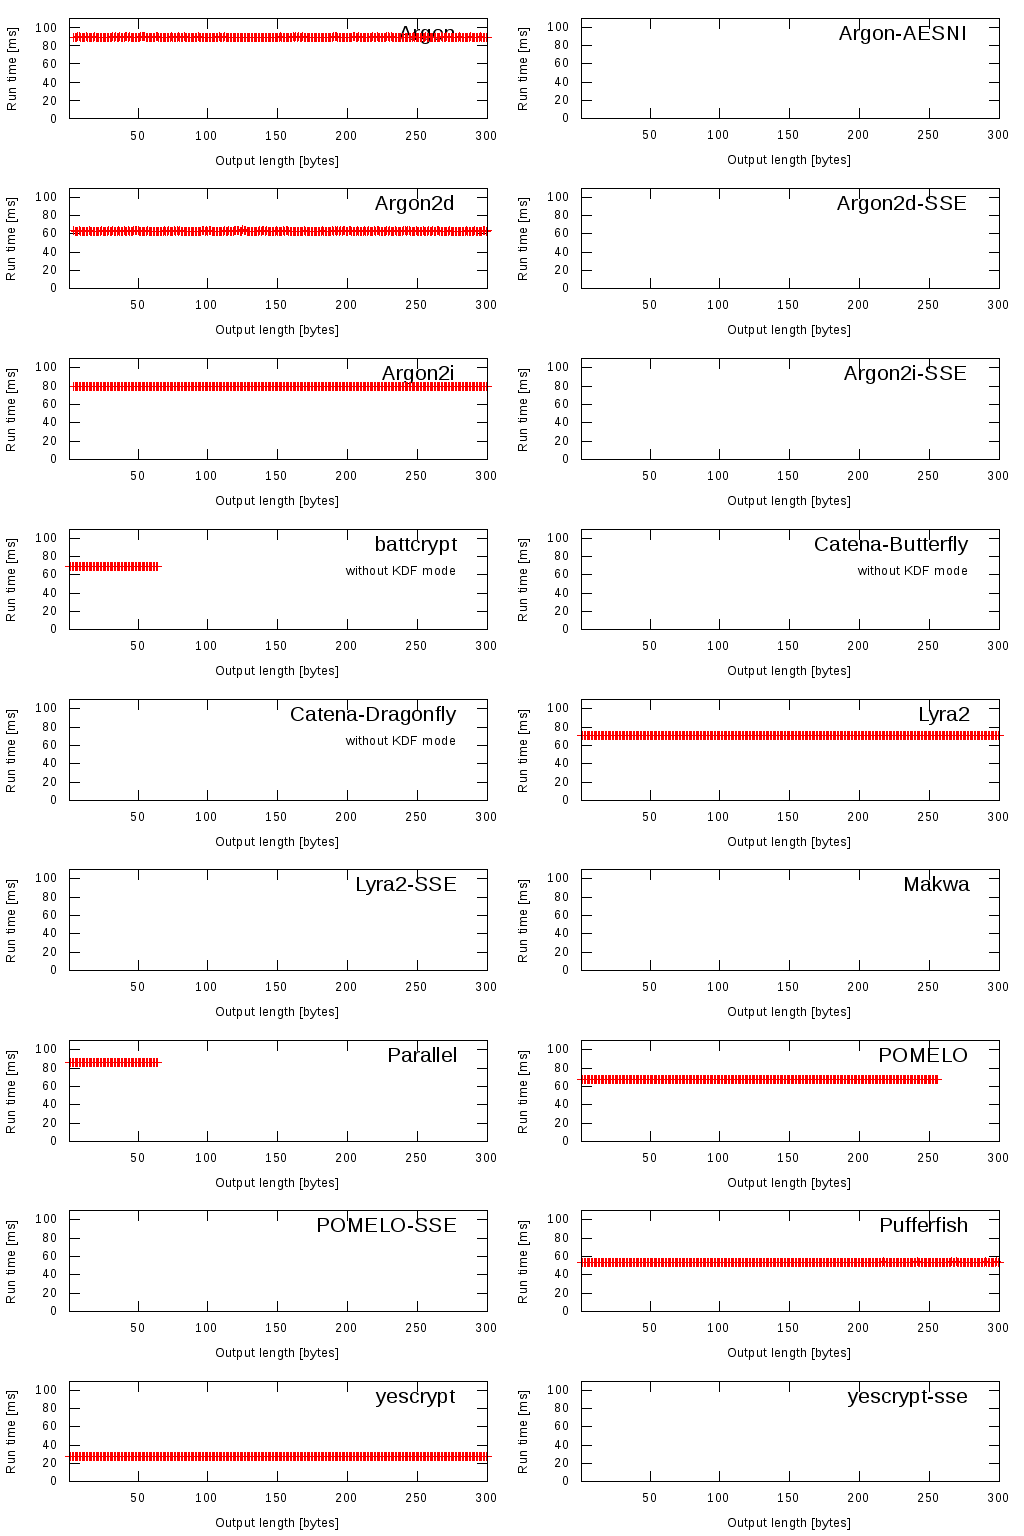 Argon
Run time [ms]
100
80
60
40
20
0
50 100 150 200 250 300
Output length [bytes]
Argon-AESNI
Run time [ms]
100
80
60
40
20
0
50 100 150 200 250 300
Output length [bytes]
Argon2d
Run time [ms]
100
80
60
40
20
0
50 100 150 200 250 300
Output length [bytes]
Argon2d-SSE
Run time [ms]
100
80
60
40
20
0
50 100 150 200 250 300
Output length [bytes]
Argon2i
Run time [ms]
100
80
60
40
20
0
50 100 150 200 250 300
Output length [bytes]
Argon2i-SSE
Run time [ms]
100
80
60
40
20
0
50 100 150 200 250 300
Output length [bytes]
battcrypt
without KDF mode
Run time [ms]
100
80
60
40
20
0
50 100 150 200 250 300
Output length [bytes]
Catena-Butterfly
without KDF mode
Run time [ms]
100
80
60
40
20
0
50 100 150 200 250 300
Output length [bytes]
Catena-Dragonfly
without KDF mode
Run time [ms]
100
80
60
40
20
0
50 100 150 200 250 300
Output length [bytes]
Lyra2
Run time [ms]
100
80
60
40
20
0
50 100 150 200 250 300
Output length [bytes]
Lyra2-SSE
Run time [ms]
100
80
60
40
20
0
50 100 150 200 250 300
Output length [bytes]
Makwa
Run time [ms]
100
80
60
40
20
0
50 100 150 200 250 300
Output length [bytes]
Parallel
Run time [ms]
100
80
60
40
20
0
50 100 150 200 250 300
Output length [bytes]
POMELO
Run time [ms]
100
80
60
40
20
0
50 100 150 200 250 300
Output length [bytes]
POMELO-SSE
Run time [ms]
100
80
60
40
20
0
50 100 150 200 250 300
Output length [bytes]
Pufferfish
Run time [ms]
100
80
60
40
20
0
50 100 150 200 250 300
Output length [bytes]
yescrypt
Run time [ms]
100
80
60
40
20
0
50 100 150 200 250 300
Output length [bytes]
yescrypt-sse
Run time [ms]
100
80
60
40
20
0
50 100 150 200 250 300
Output length [bytes]